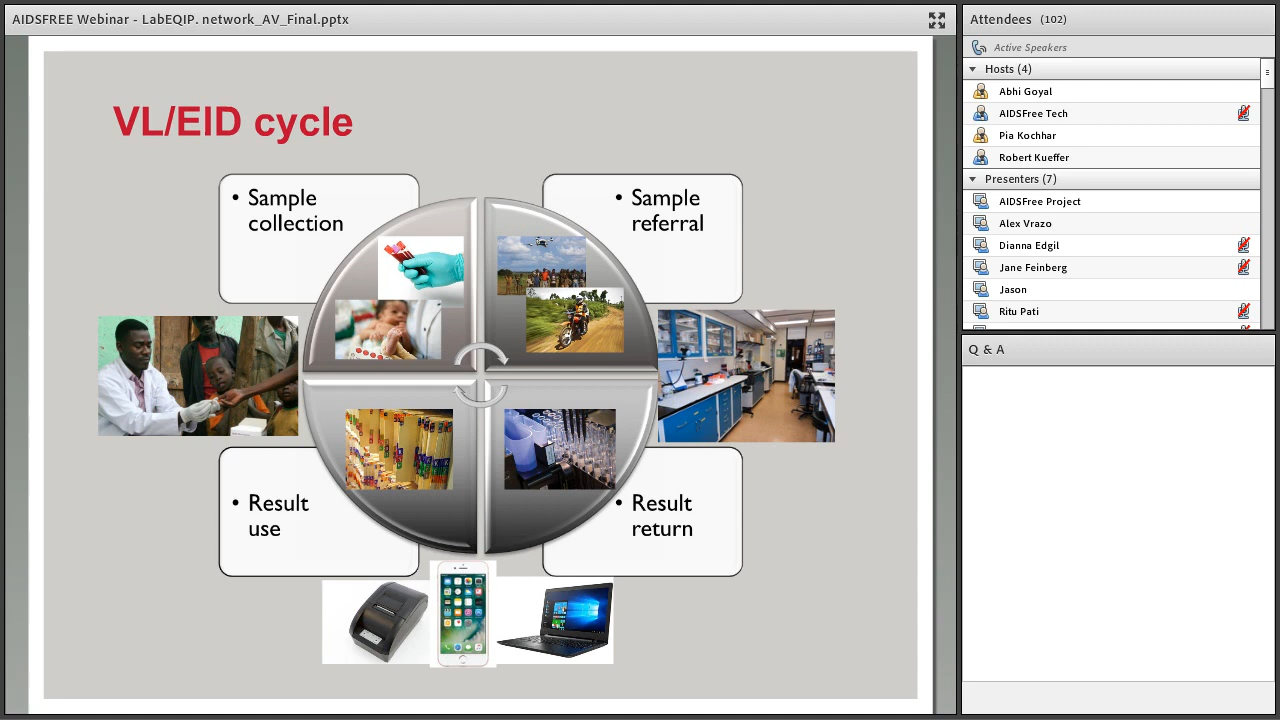 AIDSFREE Webinar - LabEQIP. network_AV_Final.pptx
VL/EID cycle
• Sample
collection
• Sample
referral
• Result
use
• Result
return
Attendees (102)
Active Speakers
Hosts (4)
Abhi Goyal
AIDSFree Tech
Pia Kochhar
Robert Kueffer
Presenters (7)
AIDSFree Project
Alex Vrazo
Dianna Edgil
Jane Feinberg
Jason
Ritu Pati
Q & A